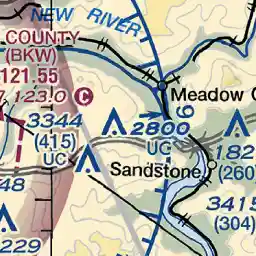 NEW RIVER
COUNTY
(BKW)
121.55
123.0 C
Meadow
3344
(415)
UC
2800
UC
Sandstone
182
(260)
48
3415
(304)
229